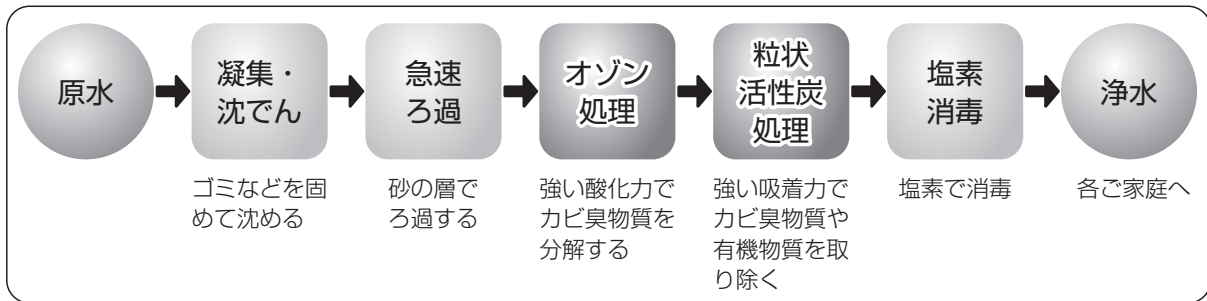 原水
凝集・
沈でん
急速
ろ過
オゾン
処理
粒状
活性炭
処理
塩素
消毒
浄水
ゴミなどを固
めて沈める
砂の層で
ろ過する
強い酸化力で
カビ臭物質を
分解する
強い吸着力で
カビ臭物質や
有機物質を取
り除く
塩素で消毒
各ご家庭へ